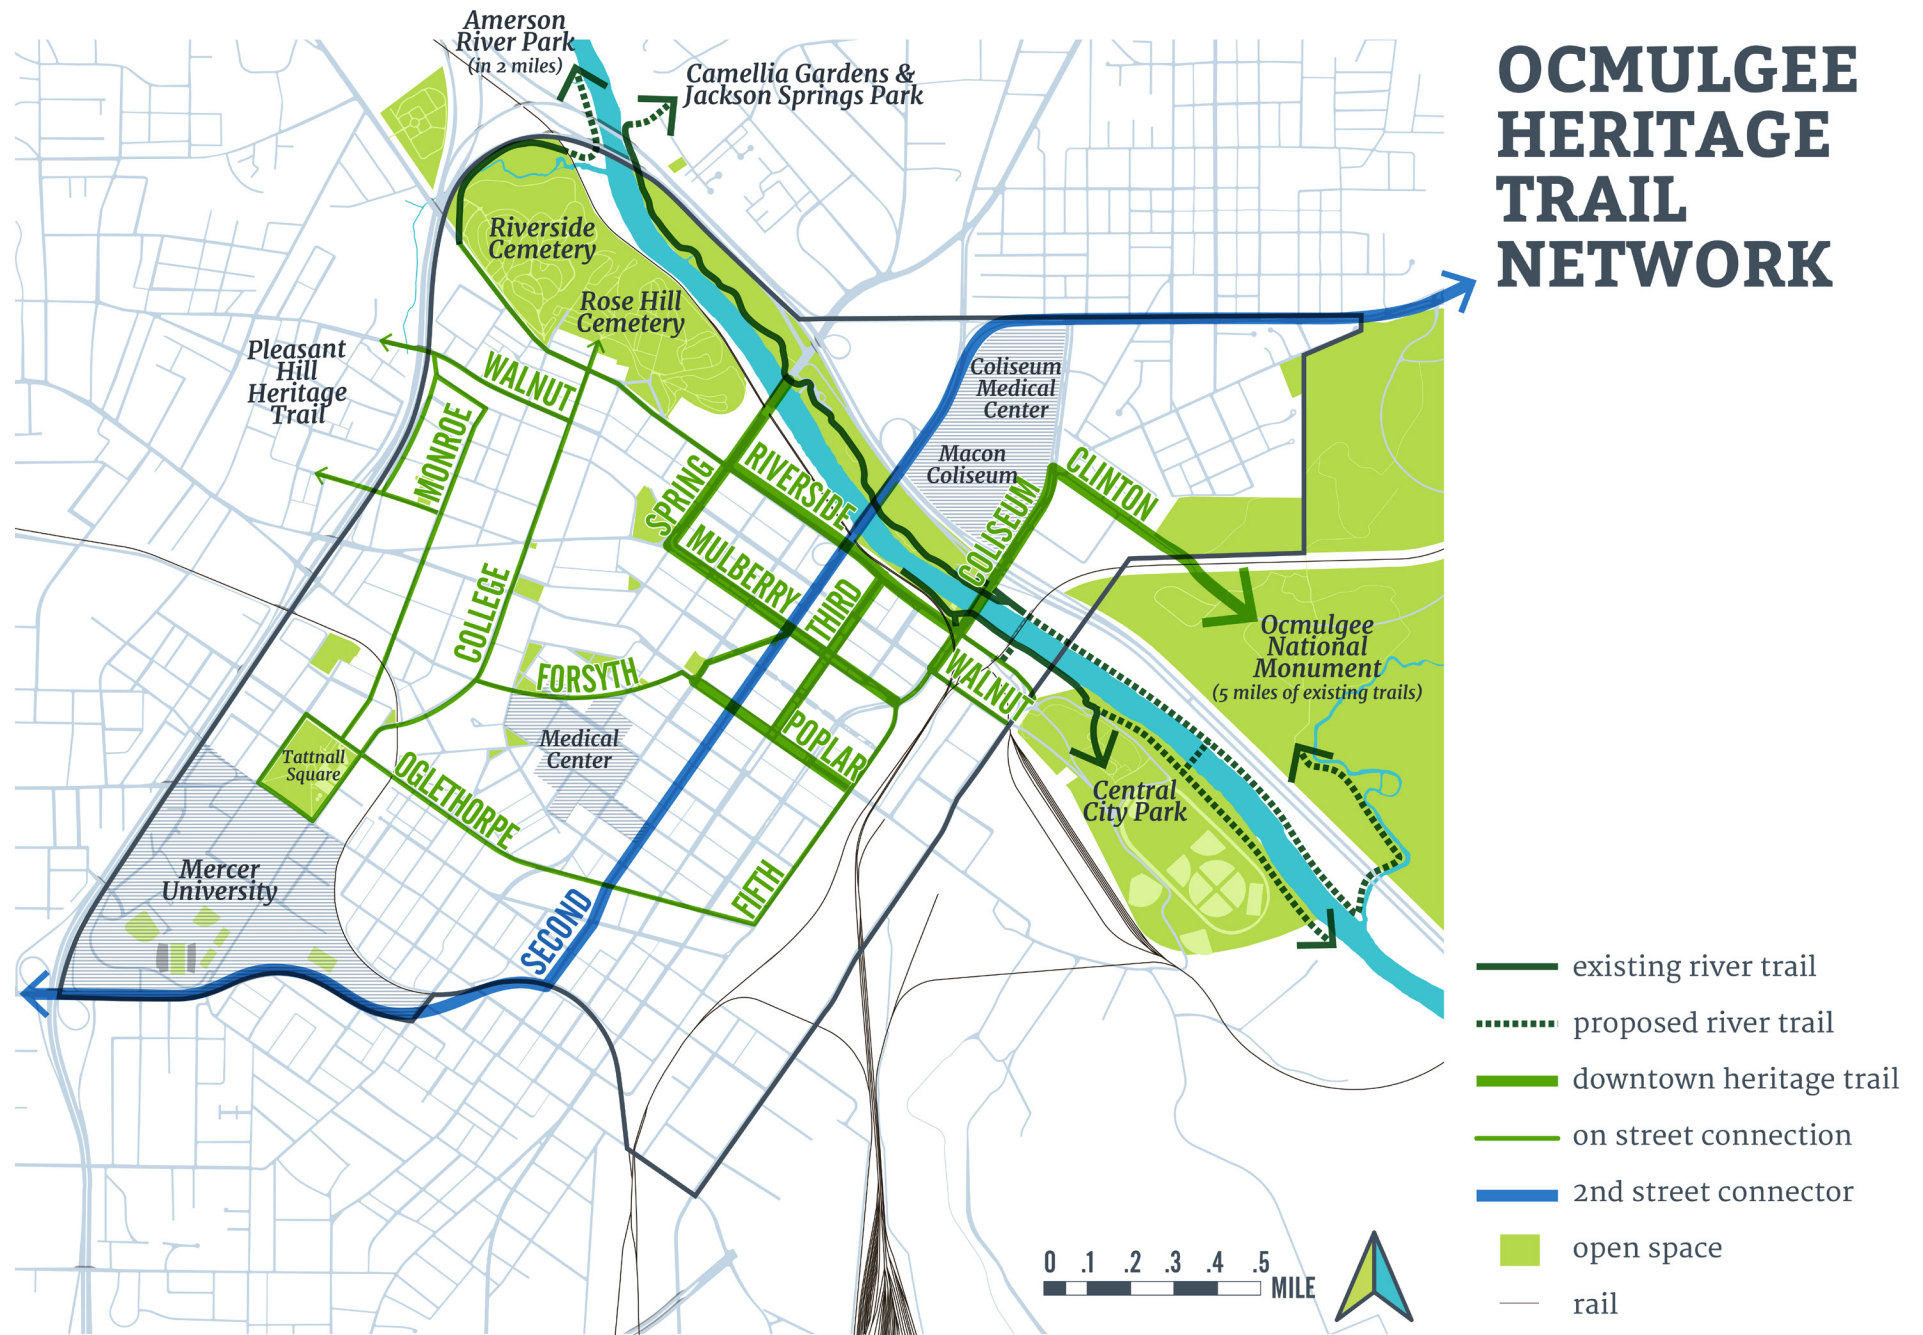 Amerson
River Park
(in 2 miles)
Camellia Gardens &
Jackson Springs Park
OCMULGEE
HERITAGE
TRAIL
NETWORK
Riverside
Cemetery
Rose Hill
Cemetery
Pleasant
Hill
Heritage
Trail
WALNUT
MONROE
Coliseum
Medical
Center
Macon
Coliseum
CLINTON
COLISEUM
SPRING
RIVERSIDE
MULBERRY
THIRD
COLLEGE
FORSYTH
WALNUT
POPLAR
Ocmulgee
National
Monument
(5 miles of existing trails)
Tattnall
Square
OGLETHORPE
Medical
Center
Central
City Park
Mercer
University
FIFTH
SECOND
existing river trail
proposed river trail
downtown heritage trail
on street connection
2nd street connector
open space
rail
0 .1 .2 .3 .4 .5
MILE